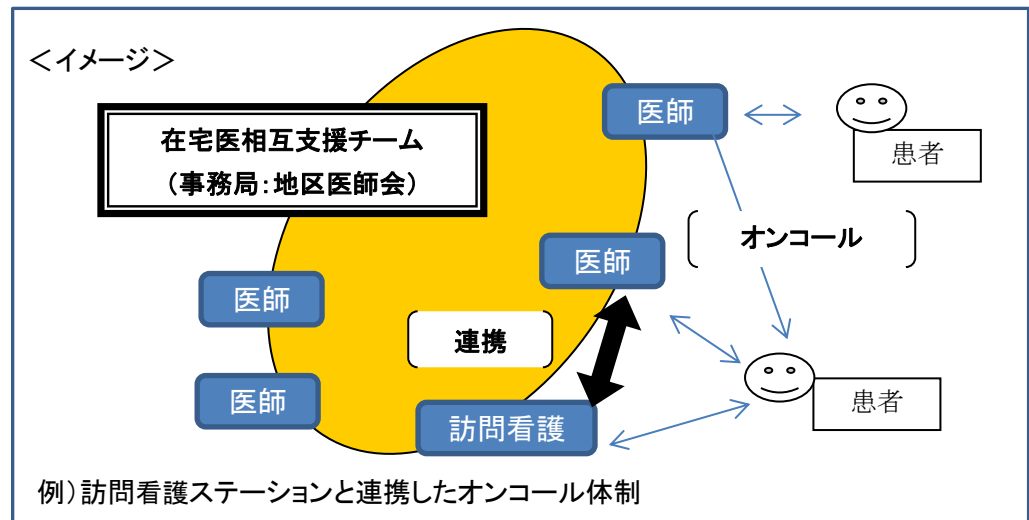 ＜イメージ＞
在宅医相互支援チーム
（事務局：地区医師会）
医師
患者
オンコール
医師
医師
連携
医師
訪問看護
患者
例）訪問看護ステーションと連携したオンコール体制